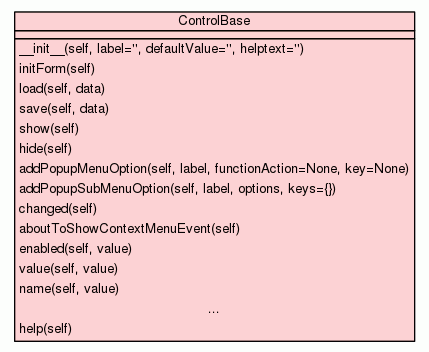 ControlBase
__init__(self, label='', defaultValue='', helptext='')
initForm(self)
load(self, data)
save(self, data)
show(self)
hide(self)
addPopupMenuOption(self, label, functionAction=None, key=None)
addPopupSubMenuOption(self, label, options, keys={})
changed(self)
aboutToShowContextMenuEvent(self)
enabled(self, value)
value(self, value)
name(self, value)
...
help(self)